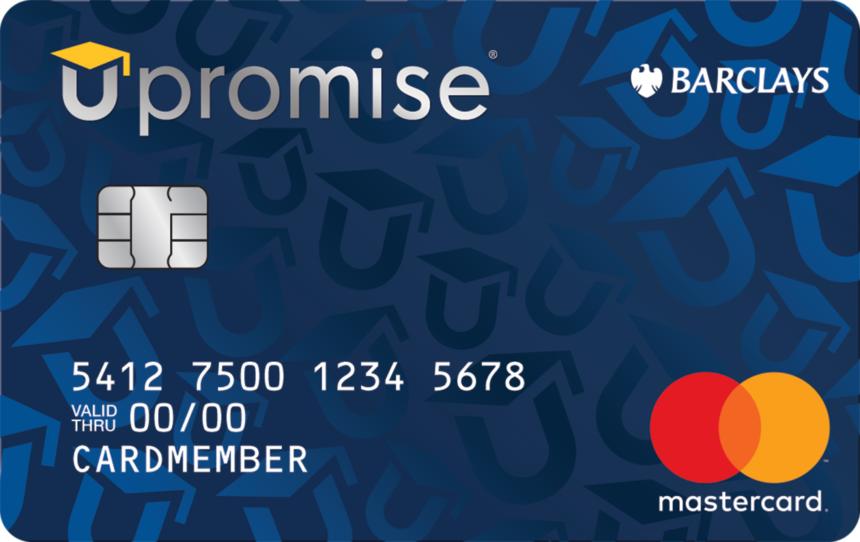 Upromise®
BARCLAYS
5412 7500 1234 5678
VALID
THRU 00/00
CARDMEMBER
mastercard.